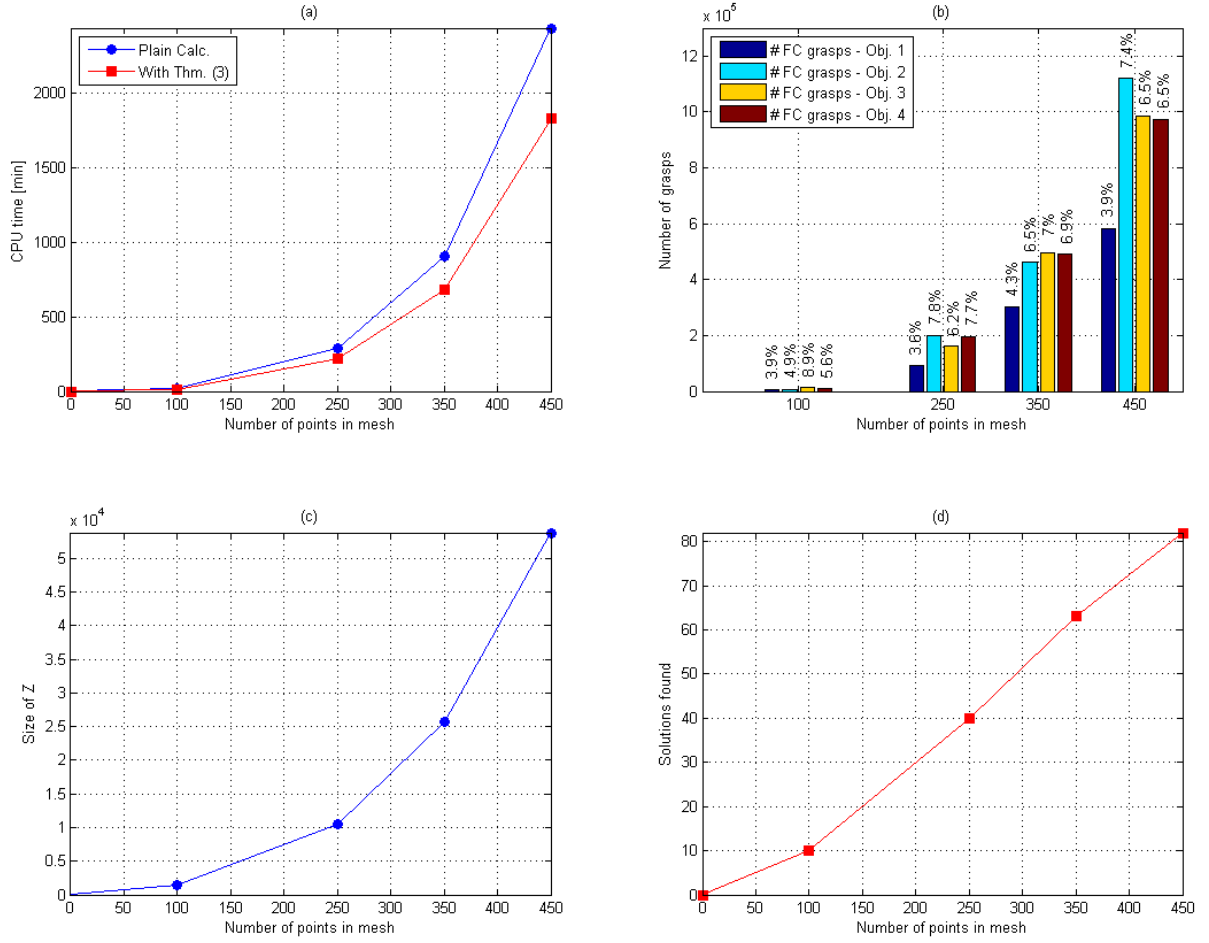 (a)
Plain Calc.
With Thm. (3)
CPU time [min]
2000
1500
1000
500
0
0 50 100 150 200 250 300 350 400 450
Number of points in mesh
(b)
x 10^5
# FC grasps - Obj. 1
# FC grasps - Obj. 2
# FC grasps - Obj. 3
# FC grasps - Obj. 4
Number of grasps
12
10
8
6
4
2
0
3.9% 4.9% 8.9% 5.6%
3.6% 7.8% 6.2% 7.7%
4.3% 6.5% 7% 6.9%
3.9% 7.4% 6.5% 6.5%
100 250 350 450
Number of points in mesh
(c)
x 10^4
Size of Z
5
4.5
4
3.5
3
2.5
2
1.5
1
0.5
0
0 50 100 150 200 250 300 350 400 450
Number of points in mesh
(d)
Solutions found
80
70
60
50
40
30
20
10
0
0 50 100 150 200 250 300 350 400 450
Number of points in mesh